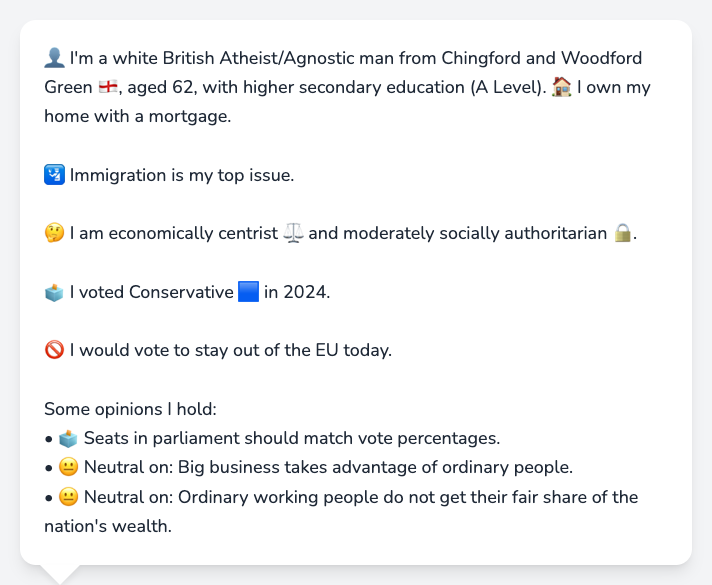 👤 I'm a white British Atheist/Agnostic man from Chingford and Woodford
Green 🏴󠁧󠁢󠁥󠁮󠁧󠁿, aged 62, with higher secondary education (A Level). 🏠 I own my
home with a mortgage.
🛂 Immigration is my top issue.
🤔 I am economically centrist ⚖️ and moderately socially authoritarian 🔒.
🗳️ I voted Conservative 🟦 in 2024.
🚫 I would vote to stay out of the EU today.
Some opinions I hold:
• 🗳️ Seats in parliament should match vote percentages.
• 😐 Neutral on: Big business takes advantage of ordinary people.
• 😐 Neutral on: Ordinary working people do not get their fair share of the
nation's wealth.